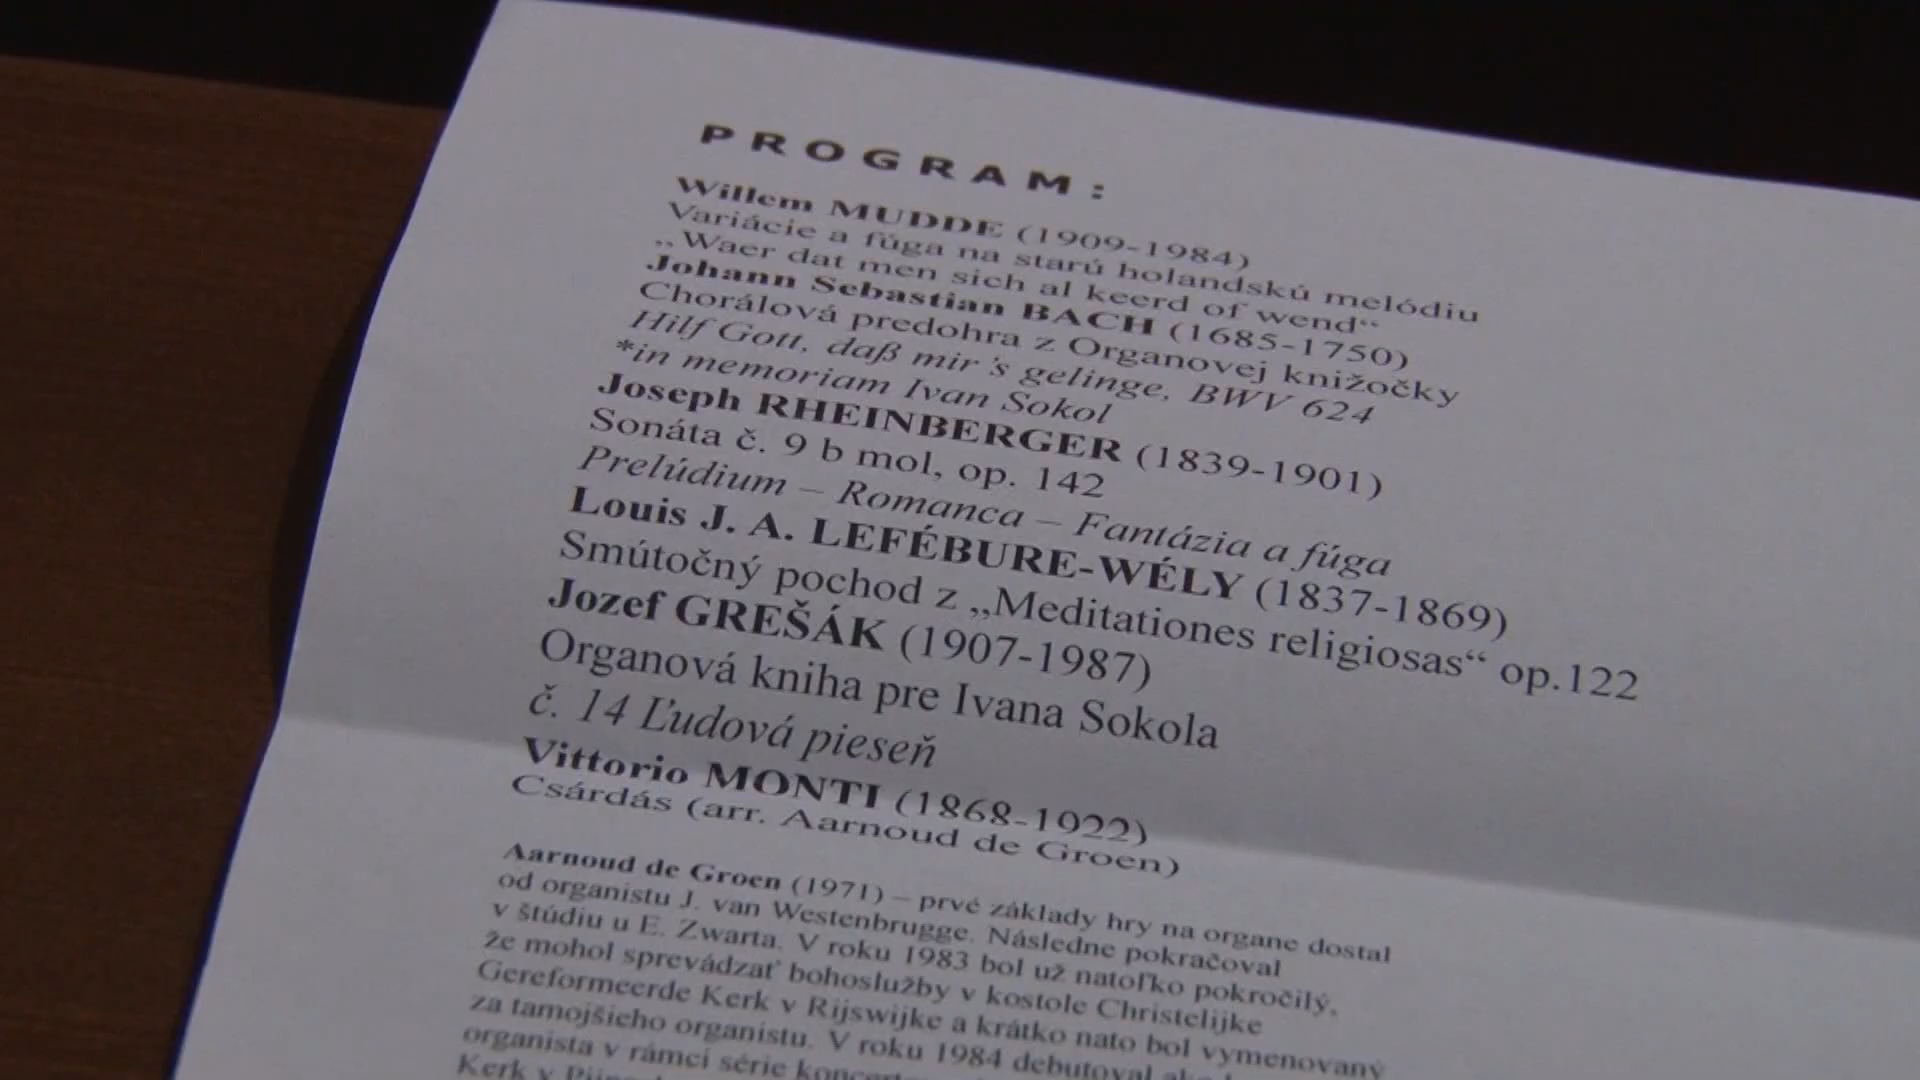 PROGRAM:
Willem MUDDE (1909-1984)
Variácie a fúga na starú holandskú melódiu
„Waer dat men sich al keerd of wend“
Johann Sebastian BACH (1685-1750)
Chorálová predohra z Organovej knižočky
Hilf Gott, daß mir´s gelinge, BWV 624
*in memoriam Ivan Sokol
Joseph RHEINBERGER (1839-1901)
Sonáta č. 9 b mol, op. 142
Prelúdium – Romanca – Fantázia a fúga
Louis J. A. LEFÉBURE-WÉLY (1837-1869)
Smútočný pochod z „Meditationes religiosas“ op.122
Jozef GREŠÁK (1907-1987)
Organová kniha pre Ivana Sokola
č. 14 Ľudová pieseň
Vittorio MONTI (1868-1922)
Csárdás (arr. Aarnoud de Groen)
Aarnoud de Groen (1971) – prvé základy hry na organe dostal
od organistu J. van Westenbrugge. Následne pokračoval
v štúdiu u E. Zwarta. V roku 1983 bol už natoľko pokročilý,
že mohol sprevádzať bohoslužby v kostole Christelijke
Gereformeerde Kerk v Rijswijke a krátko nato bol vymenovaný
za tamojšieho organistu. V roku 1984 debutoval
organista v rámci série
Kerk v